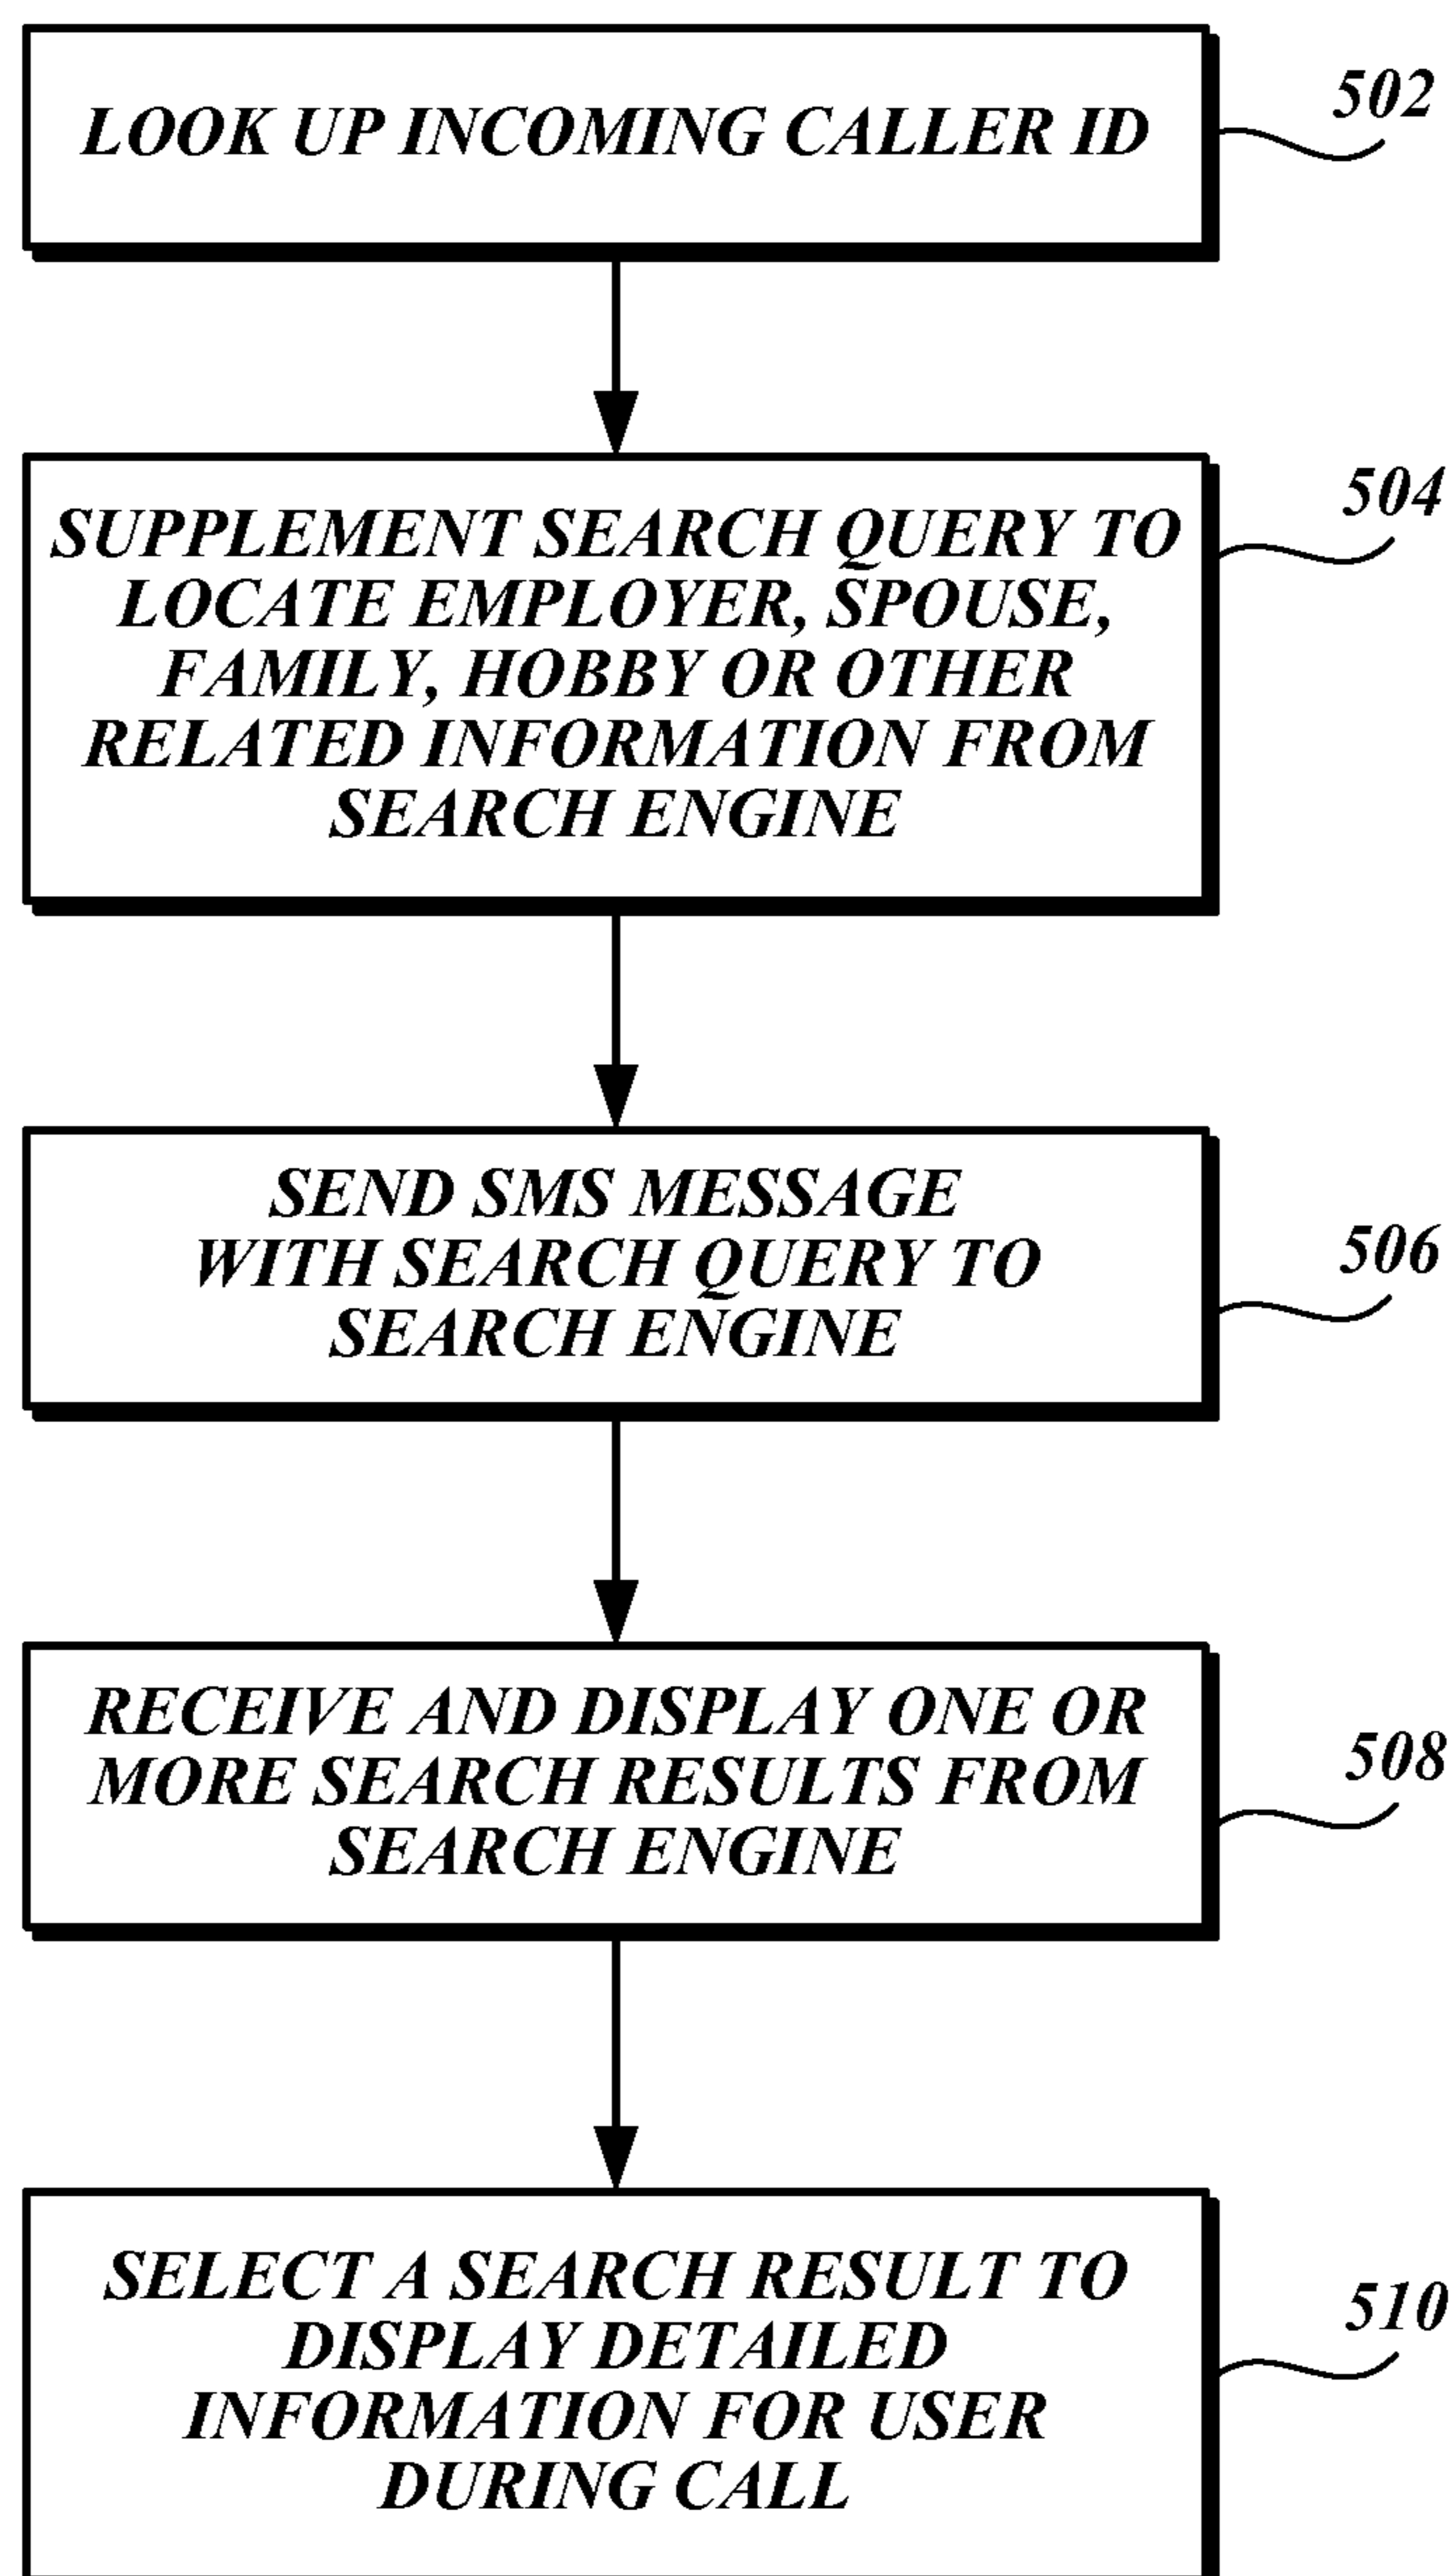 LOOK UP INCOMING CALLER ID
502
SUPPLEMENT SEARCH QUERY TO
LOCATE EMPLOYER, SPOUSE,
FAMILY, HOBBY OR OTHER
RELATED INFORMATION FROM
SEARCH ENGINE
504
SEND SMS MESSAGE
WITH SEARCH QUERY TO
SEARCH ENGINE
506
RECEIVE AND DISPLAY ONE OR
MORE SEARCH RESULTS FROM
SEARCH ENGINE
508
SELECT A SEARCH RESULT TO
DISPLAY DETAILED
INFORMATION FOR USER
DURING CALL
510